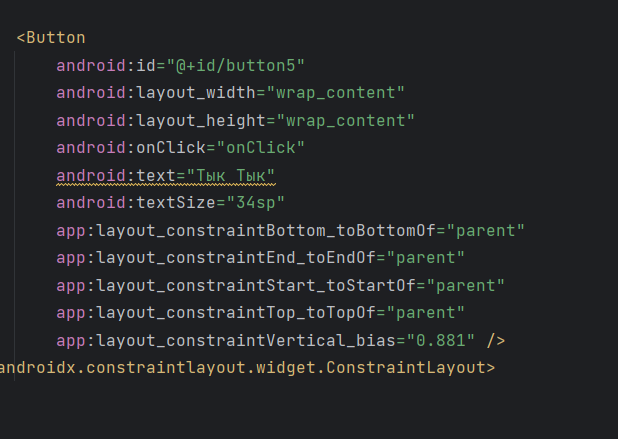 <Button
android:id="@+id/button5"
android:layout_width="wrap_content"
android:layout_height="wrap_content"
android:onClick="onClick"
android:text="Тык Тык"
android:textSize="34sp"
app:layout_constraintBottom_toBottomOf="parent"
app:layout_constraintEnd_toEndOf="parent"
app:layout_constraintStart_toStartOf="parent"
app:layout_constraintTop_toTopOf="parent"
app:layout_constraintVertical_bias="0.881" />
androidx.constraintlayout.widget.ConstraintLayout>